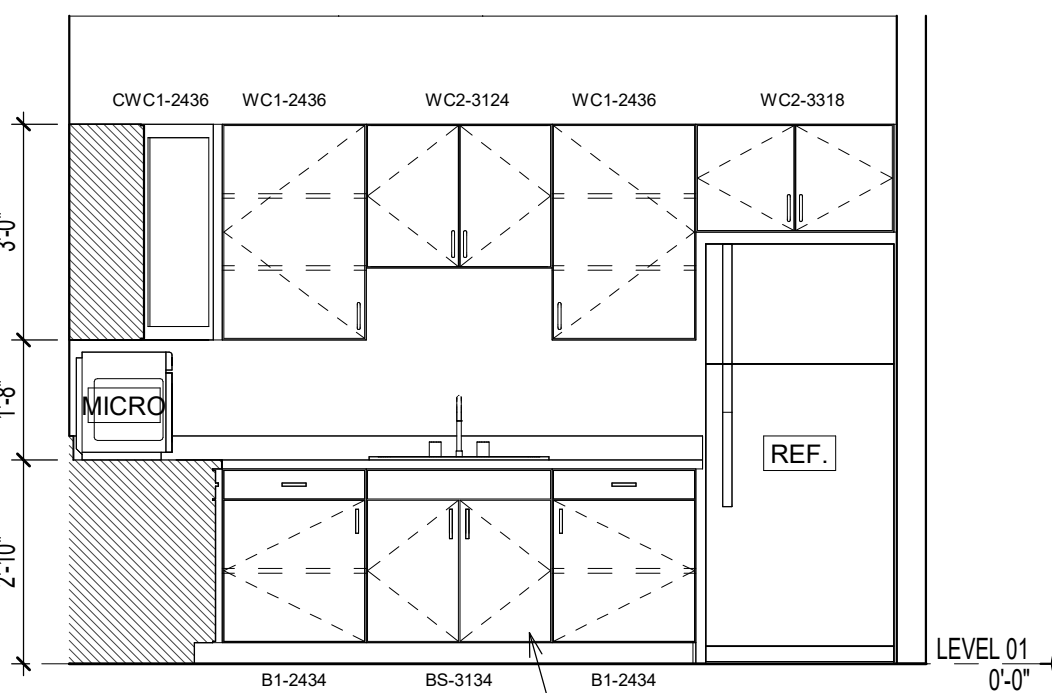 CWC1-2436 WC1-2436 WC2-3124 WC1-2436 WC2-3318
3'-0"
1'-8"
MICRO
REF.
2'-10"
LEVEL 01
0'-0"
B1-2434 BS-3134 B1-2434